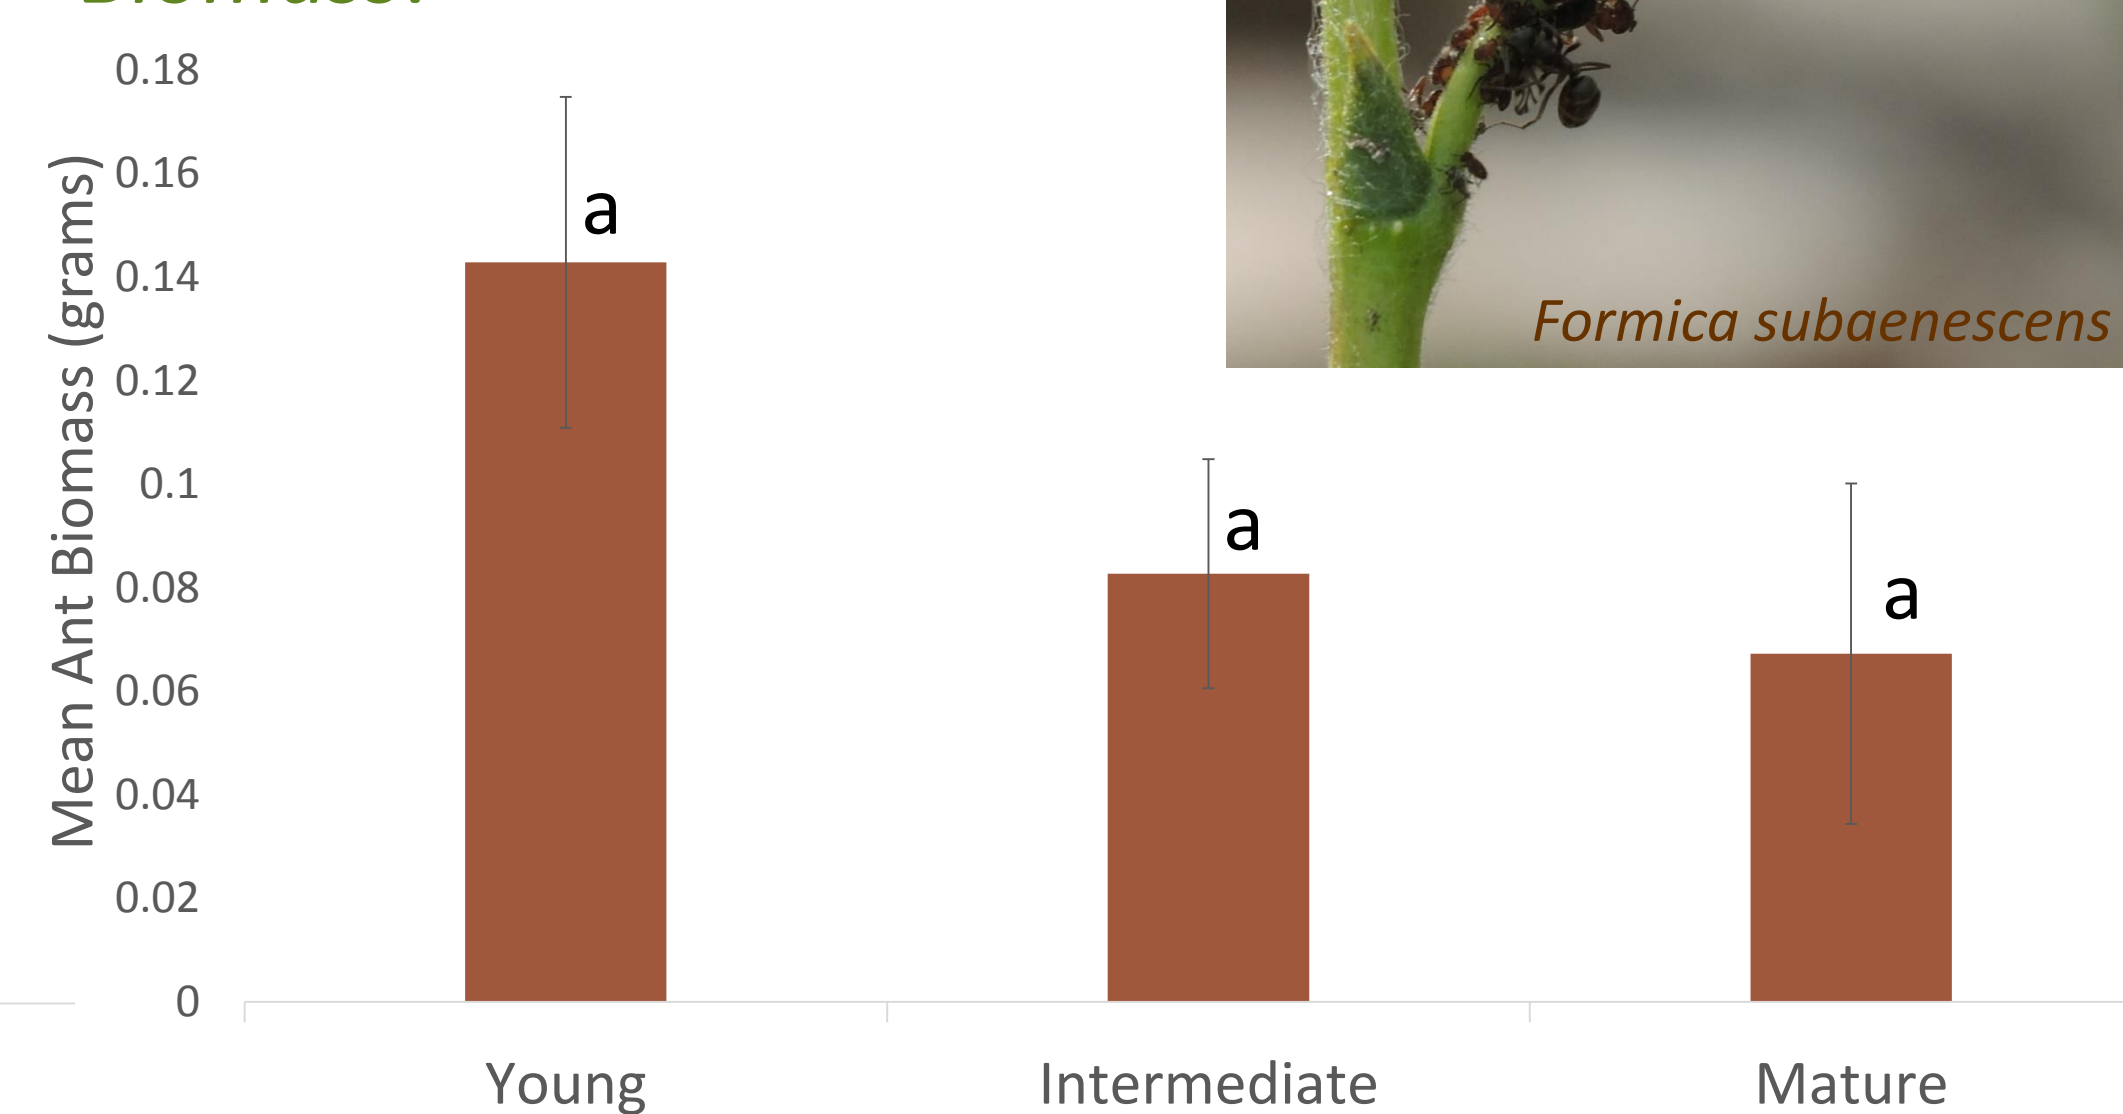 Biomass?
Mean Ant Biomass (grams)
0.18
0.16
0.14
0.12
0.1
0.08
0.06
0.04
0.02
0
a
a
a
Formica subaenescens
Young
Intermediate
Mature